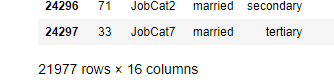 24296 71 JobCat2 married secondary
24297 33 JobCat7 married tertiary
21977 rows × 16 columns